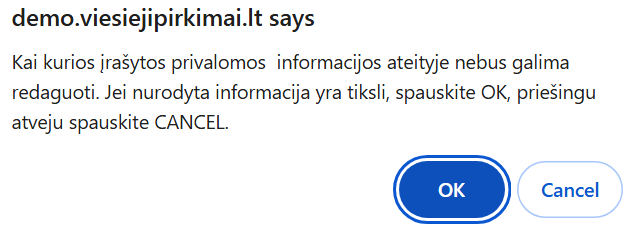 demo.viesiejipirkimai.lt says
Kai kurios įrašytos privalomos  informacijos ateityje nebus galima
redaguoti. Jei nurodyta informacija yra tiksli, spauskite OK, priešingu
atveju spauskite CANCEL.
OK
Cancel